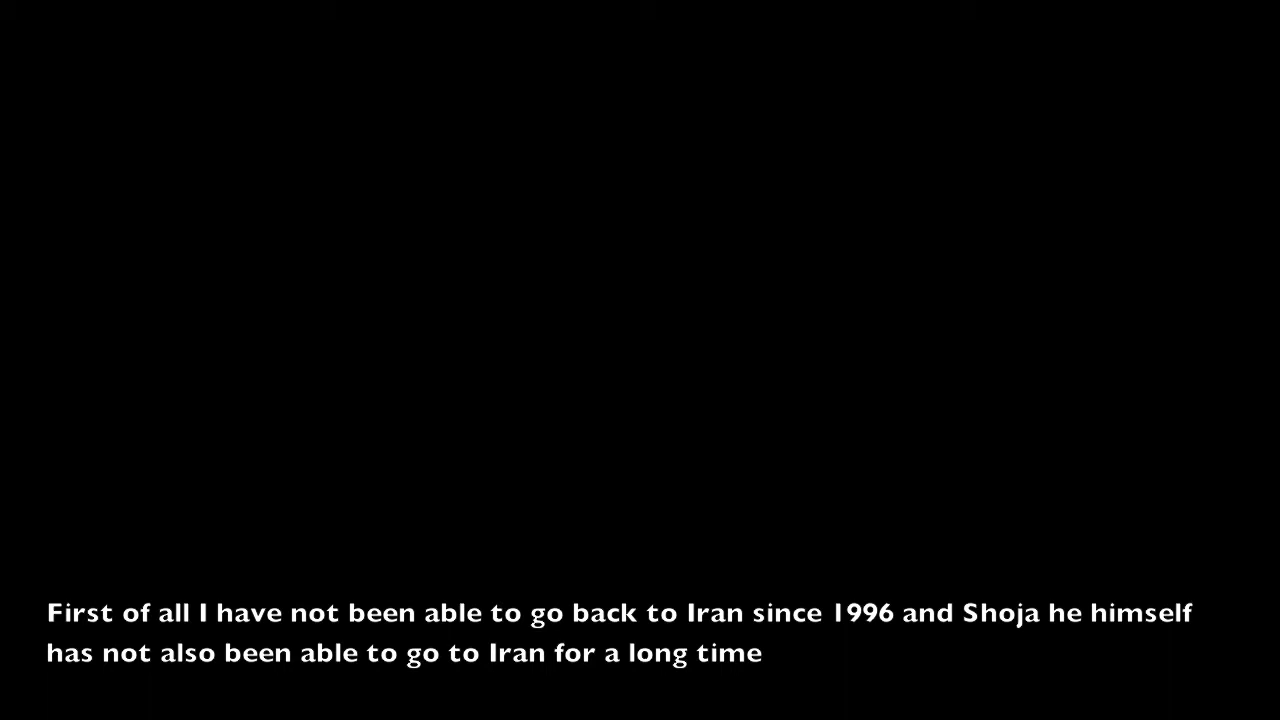 First of all I have not been able to go back to Iran since 1996 and Shoja he himself
has not also been able to go to Iran for a long time